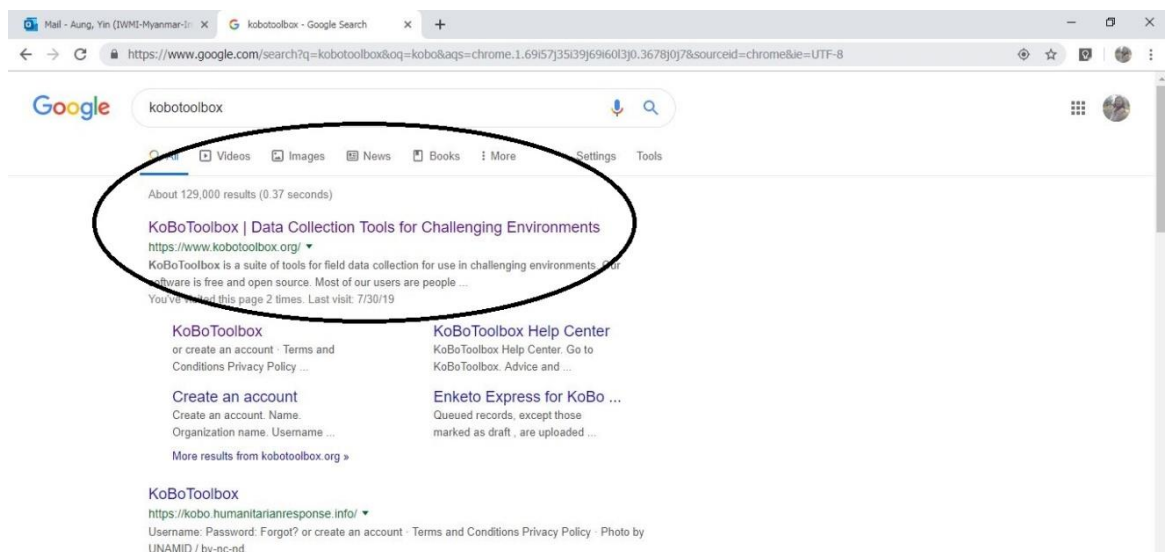 Mail - Aung, Yin (IWMI-Myanmar-In
kobotoolbox - Google Search
https://www.google.com/search?q=kobotoolbox&oq=kobo&aqs=chrome.1.69i57j35i39j69i60l3j0.3678j0j7&sourceid=chrome&ie=UTF-8
Google
kobotoolbox
All Videos Images News Books More Settings Tools
About 129,000 results (0.37 seconds)
KoBoToolbox | Data Collection Tools for Challenging Environments
https://www.kobotoolbox.org/
KoBoToolbox is a suite of tools for field data collection for use in challenging environments. Our
software is free and open source. Most of our users are people ...
You've visited this page 2 times. Last visit: 7/30/19
KoBoToolbox
or create an account · Terms and
Conditions Privacy Policy ...
KoBoToolbox Help Center
KoBoToolbox Help Center. Go to
KoBoToolbox. Advice and ...
Create an account
Create an account. Name.
Organization name. Username ...
Enketo Express for KoBo ...
Queued records, except those
marked as draft , are uploaded ...
More results from kobotoolbox.org »
KoBoToolbox
https://kobo.humanitarianresponse.info/
Username: Password: Forgot? or create an account · Terms and Conditions Privacy Policy · Photo by
UNAMID / by-nc-nd.